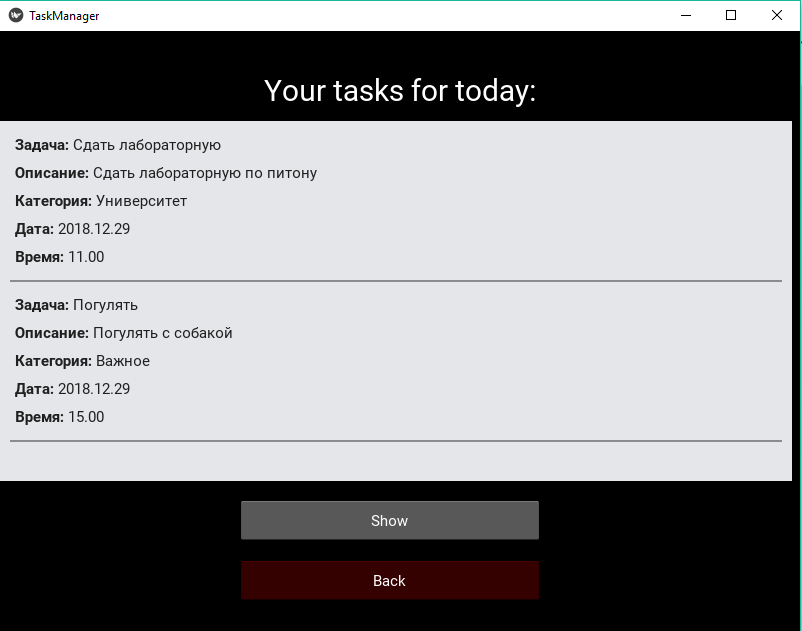 TaskManager
Your tasks for today:
Задача: Сдать лабораторную
Описание: Сдать лабораторную по питону
Категория: Университет
Дата: 2018.12.29
Время: 11.00
Задача: Погулять
Описание: Погулять с собакой
Категория: Важное
Дата: 2018.12.29
Время: 15.00
Show
Back